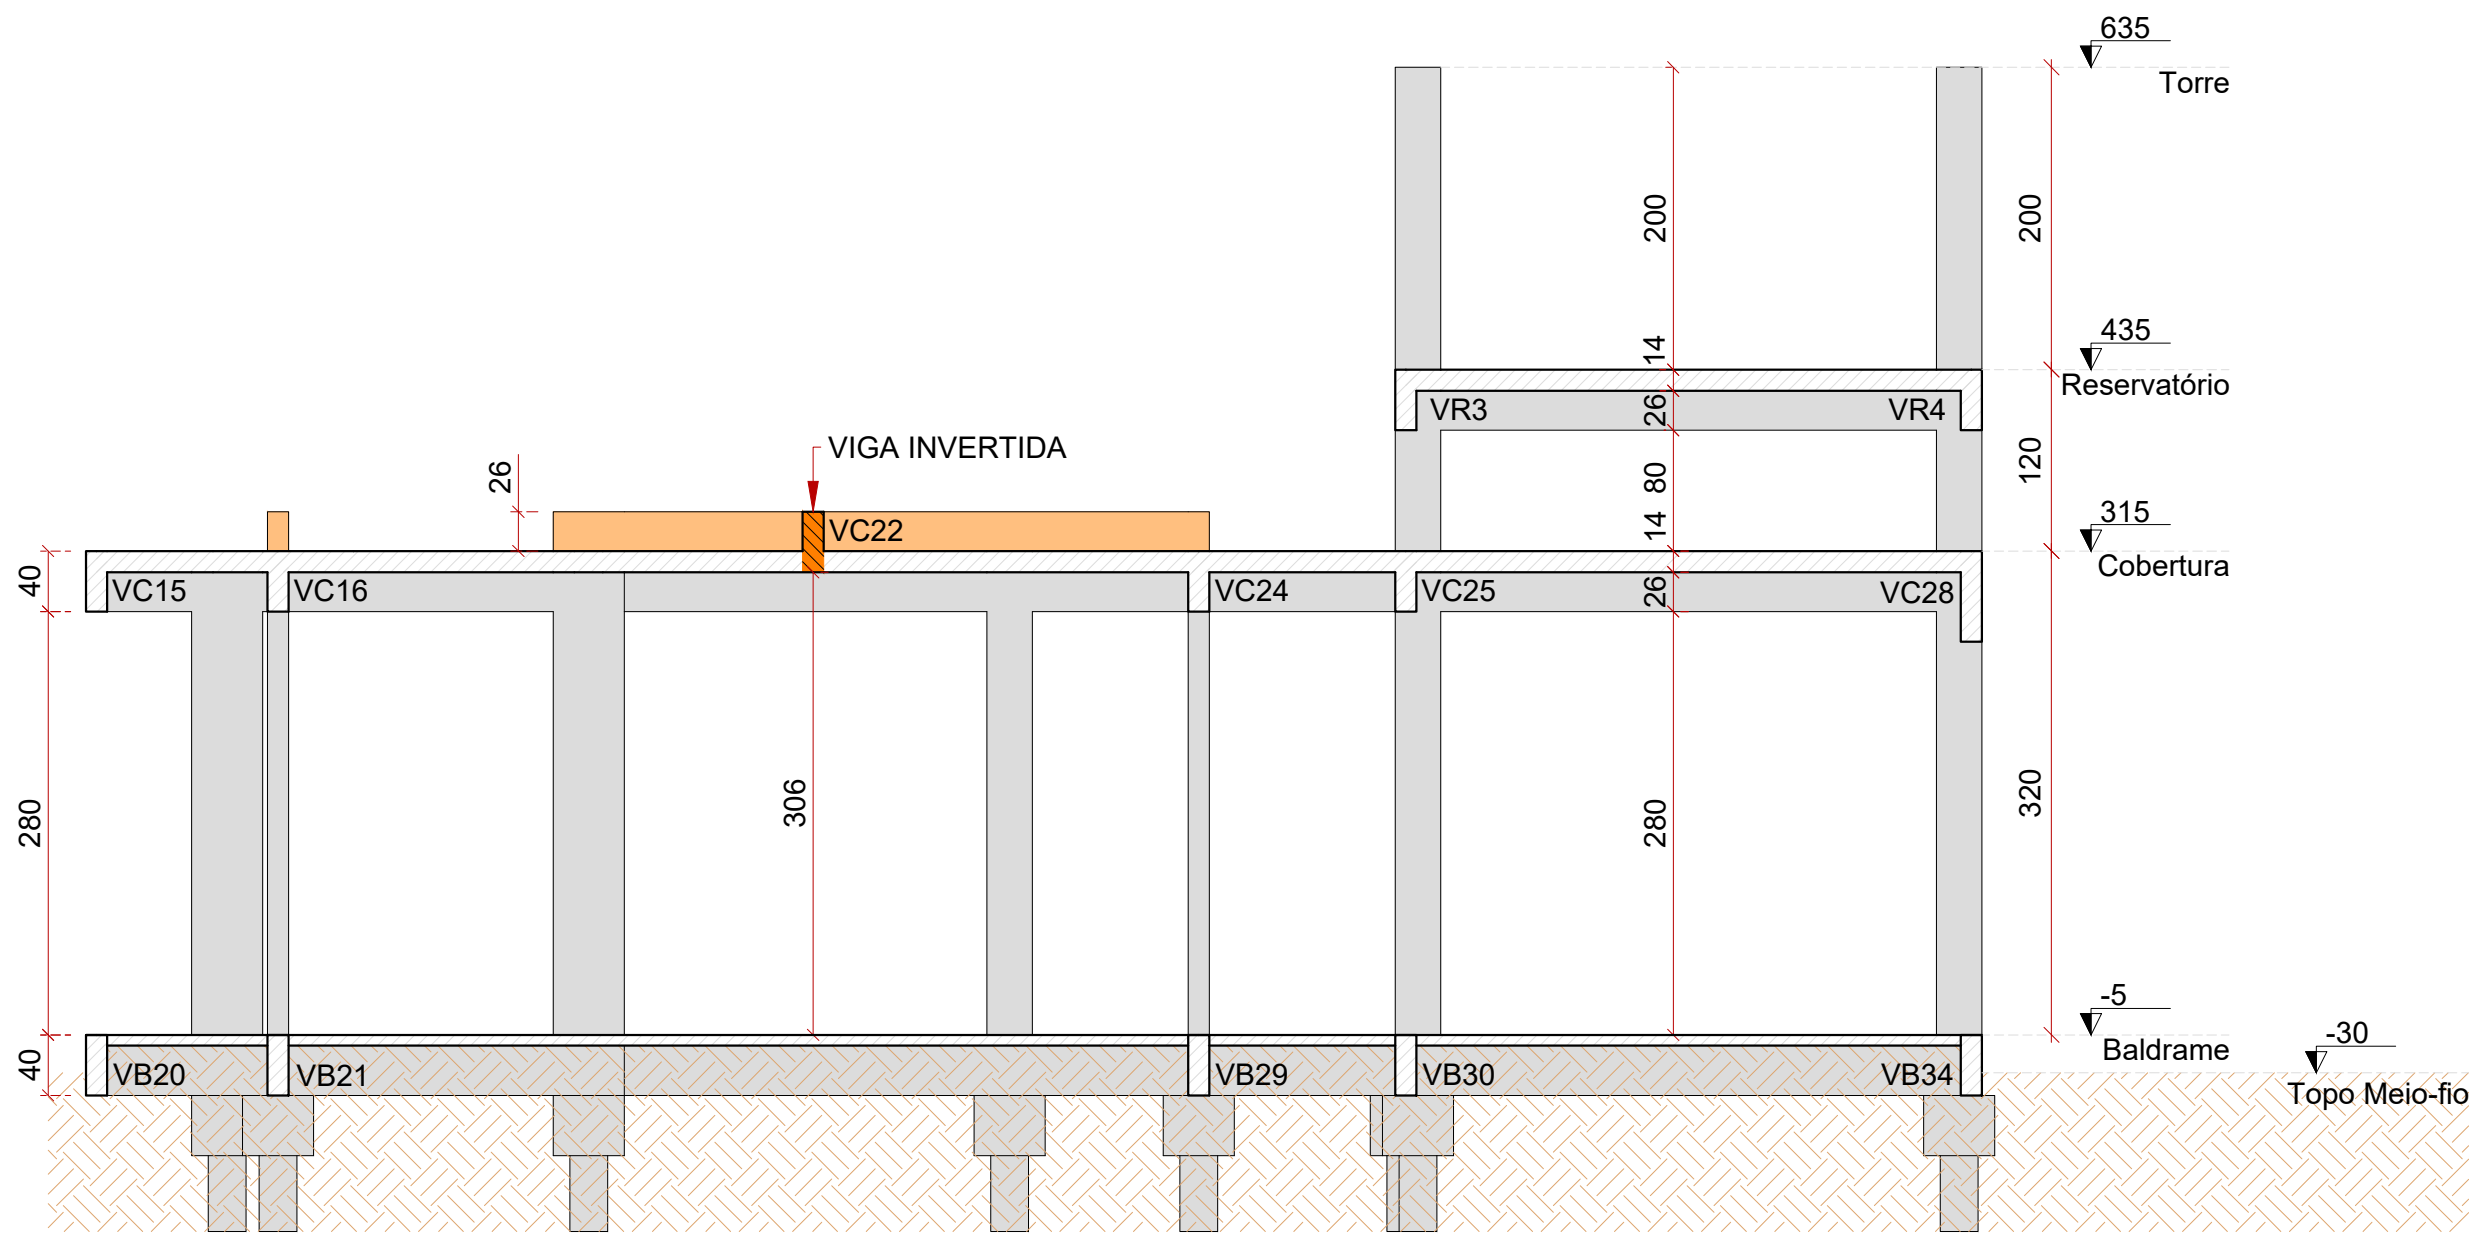 635
Torre
200
200
14
435
Reservatório
VR3
26
VR4
VIGA INVERTIDA
26
80
120
14
315
VC22
Cobertura
40
VC15
VC16
VC24
VC25
26
VC28
280
306
280
320
-5
Baldrame
-30
Topo Meio-fio
40
VB20
VB21
VB29
VB30
VB34